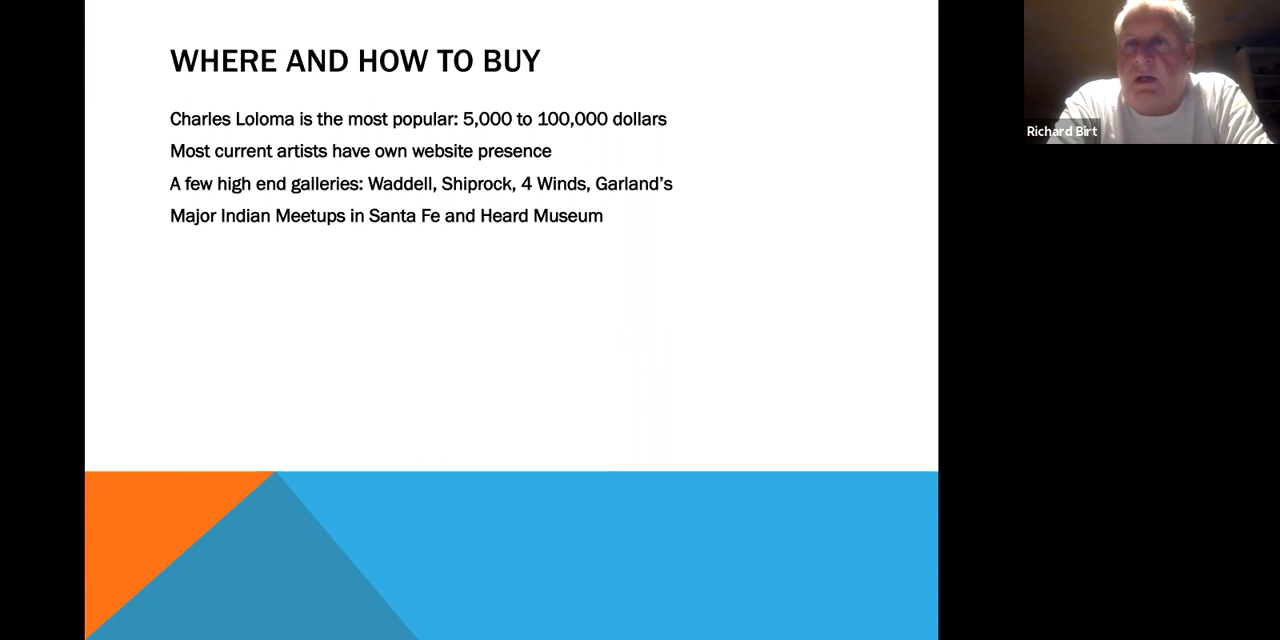 WHERE AND HOW TO BUY
Charles Loloma is the most popular: 5,000 to 100,000 dollars
Most current artists have own website presence
A few high end galleries: Waddell, Shiprock, 4 Winds, Garland's
Major Indian Meetups in Santa Fe and Heard Museum
Richard Birt